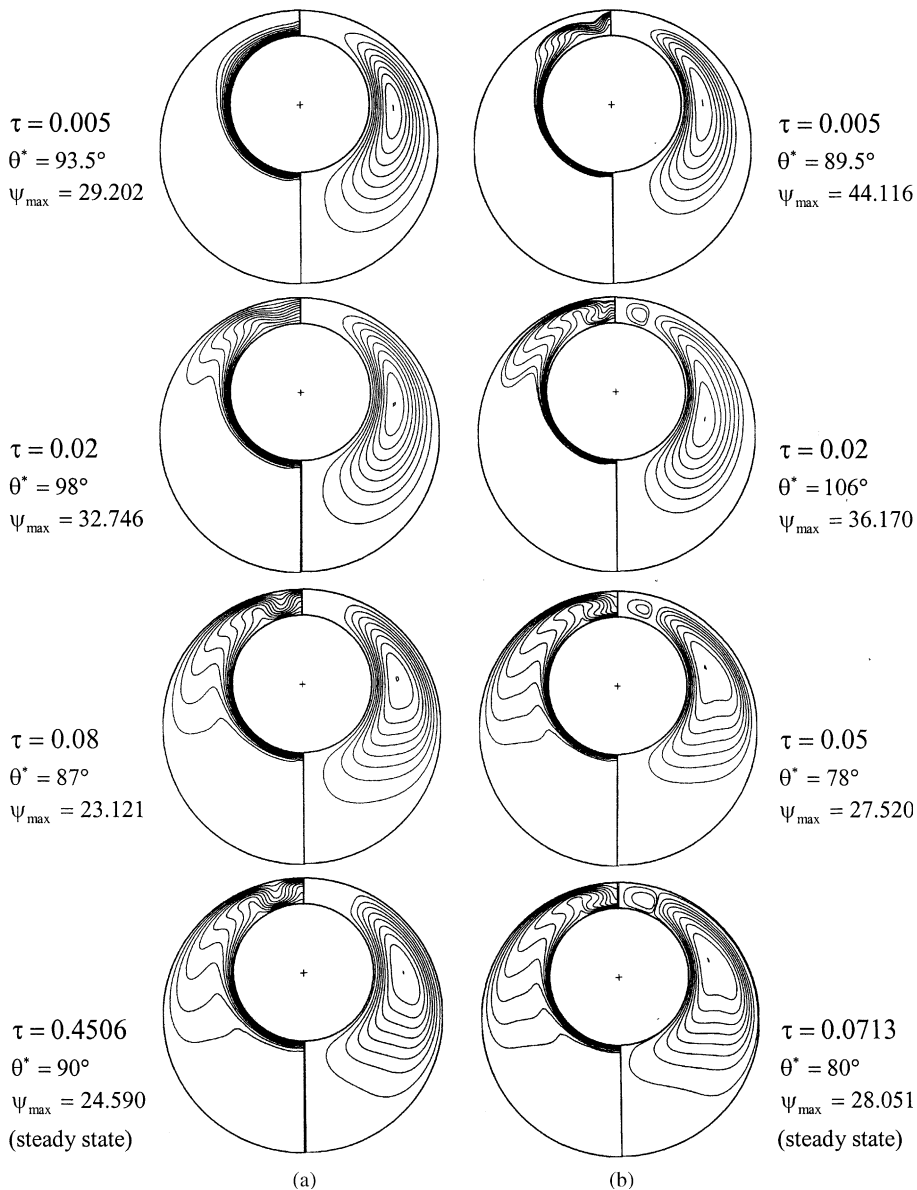 τ = 0.005
θ* = 93.5°
ψmax = 29.202
τ = 0.005
θ* = 89.5°
ψmax = 44.116
τ = 0.02
θ* = 98°
ψmax = 32.746
τ = 0.02
θ* = 106°
ψmax = 36.170
τ = 0.08
θ* = 87°
ψmax = 23.121
τ = 0.05
θ* = 78°
ψmax = 27.520
τ = 0.4506
θ* = 90°
ψmax = 24.590
(steady state)
τ = 0.0713
θ* = 80°
ψmax = 28.051
(steady state)
(a)
(b)